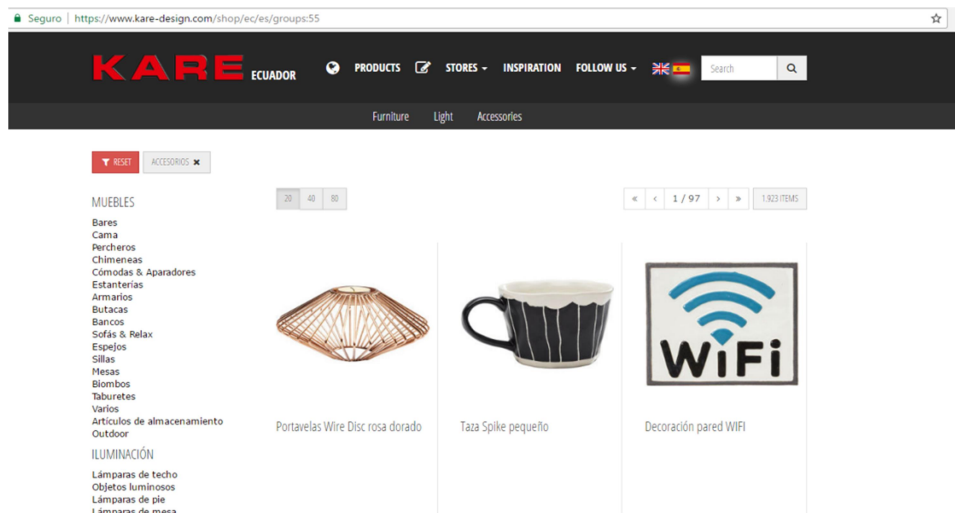 Seguro | https://www.kare-design.com/shop/ec/es/groups:55
KARE ECUADOR PRODUCTS STORES INSPIRATION FOLLOW US Search
Furniture Light Accessories
RESET ACCESORIOS ✖
MUEBLES
20 40 80
« ‹ 1 / 97 › » 1.923 ITEMS
Bares
Cama
Percheros
Chimeneas
Cómodas & Aparadores
Estanterías
Armarios
Butacas
Bancos
Sofás & Relax
Espejos
Sillas
Mesas
Biombos
Taburetes
Varios
Artículos de almacenamiento
Outdoor
ILUMINACIÓN
Lámparas de techo
Objetos luminosos
Lámparas de pie
Lámparas de mesa
WiFi
Portavelas Wire Disc rosa dorado
Taza Spike pequeño
Decoración pared WIFI